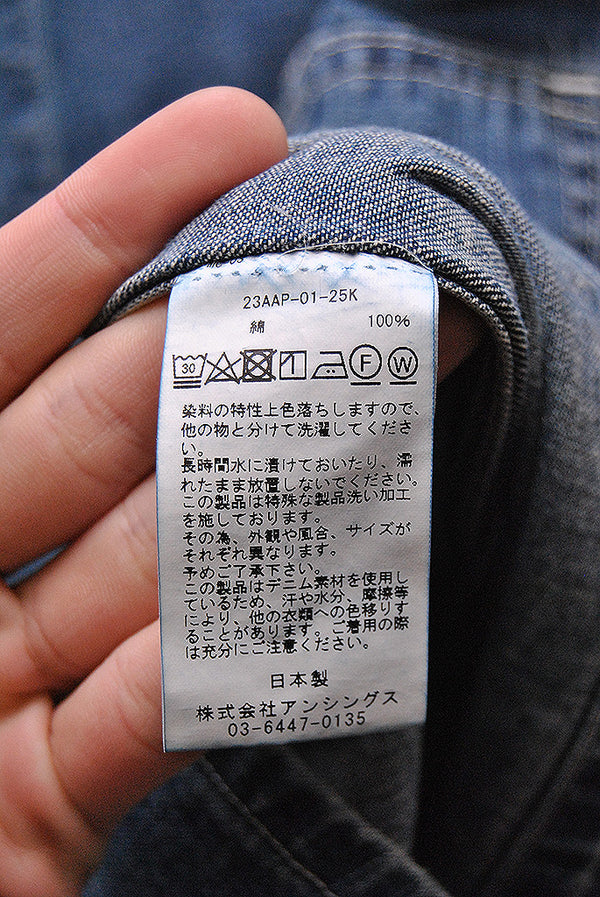 23AAP-01-25K
綿 100%
30 F W
染料の特性上色落ちしますので、
他の物と分けて洗濯してくださ
い。
長時間水に漬けておいたり、濡
れたまま放置しないでください。
この製品は特殊な製品洗い加工
を施しております。
その為、外観や風合、サイズが
それぞれ異なります。
予めご了承下さい。
この製品はデニム素材を使用し
ているため、汗や水分、摩擦等
により、他の衣類への色移りす
ることがあります。ご着用の際
は充分にご注意ください。
日本製
株式会社アンシングス
03-6447-0135